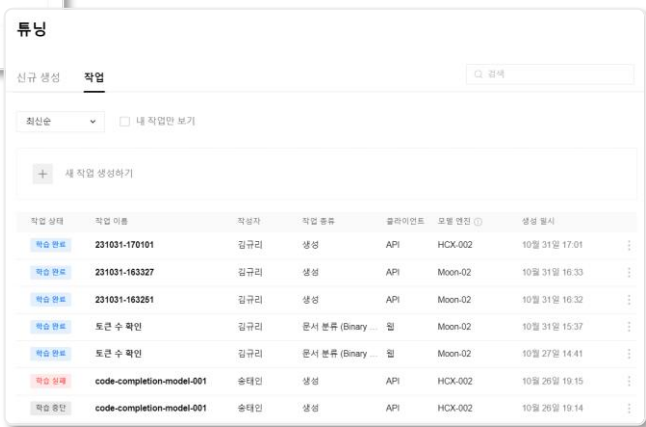 튜닝
신규 생성 작업 검색
최신순 내 작업만 보기
+ 새 작업 생성하기
작업 상태 작업 이름 작성자 작업 종류 클라이언트 모델 엔진 생성 일시
학습 완료 231031-170101 김규리 생성 API HCX-002 10월 31일 17:01
학습 완료 231031-163327 김규리 생성 API Moon-02 10월 31일 16:33
학습 완료 231031-163251 김규리 생성 API Moon-02 10월 31일 16:32
학습 완료 토큰 수 확인 김규리 문서 분류 (Binary ... 웹 Moon-02 10월 31일 15:37
학습 완료 토큰 수 확인 김규리 문서 분류 (Binary ... 웹 Moon-02 10월 27일 14:41
학습 실패 code-completion-model-001 송태인 생성 API HCX-002 10월 26일 19:15
학습 중단 code-completion-model-001 송태인 생성 API HCX-002 10월 26일 19:14